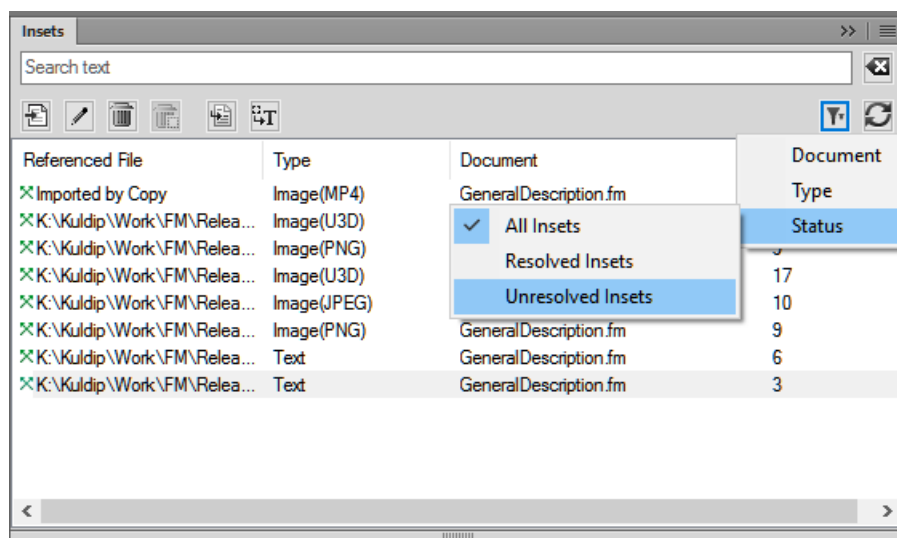 Insets
Search text
Referenced File Type Document
Document
Type
Status
Imported by Copy Image(MP4) GeneralDescription.fm
K:\Kuldip\Work\FM\Relea... Image(U3D)
K:\Kuldip\Work\FM\Relea... Image(PNG)
K:\Kuldip\Work\FM\Relea... Image(U3D) 17
K:\Kuldip\Work\FM\Relea... Image(JPEG) 10
K:\Kuldip\Work\FM\Relea... Image(PNG) GeneralDescription.fm 9
K:\Kuldip\Work\FM\Relea... Text GeneralDescription.fm 6
K:\Kuldip\Work\FM\Relea... Text GeneralDescription.fm 3
All Insets
Resolved Insets
Unresolved Insets